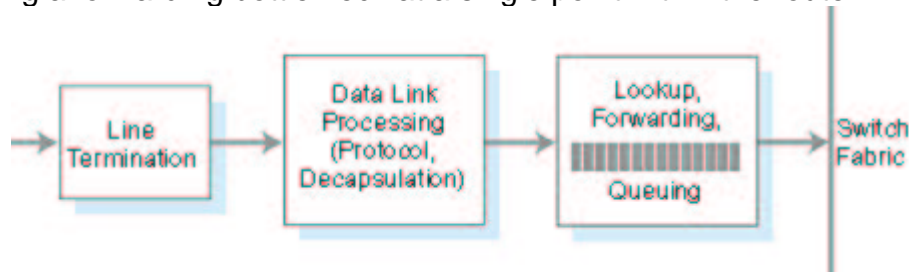 Line
Termination
Data Link
Processing
(Protocol,
Decapsulation)
Lookup,
Forwarding,
Queuing
Switch
Fabric